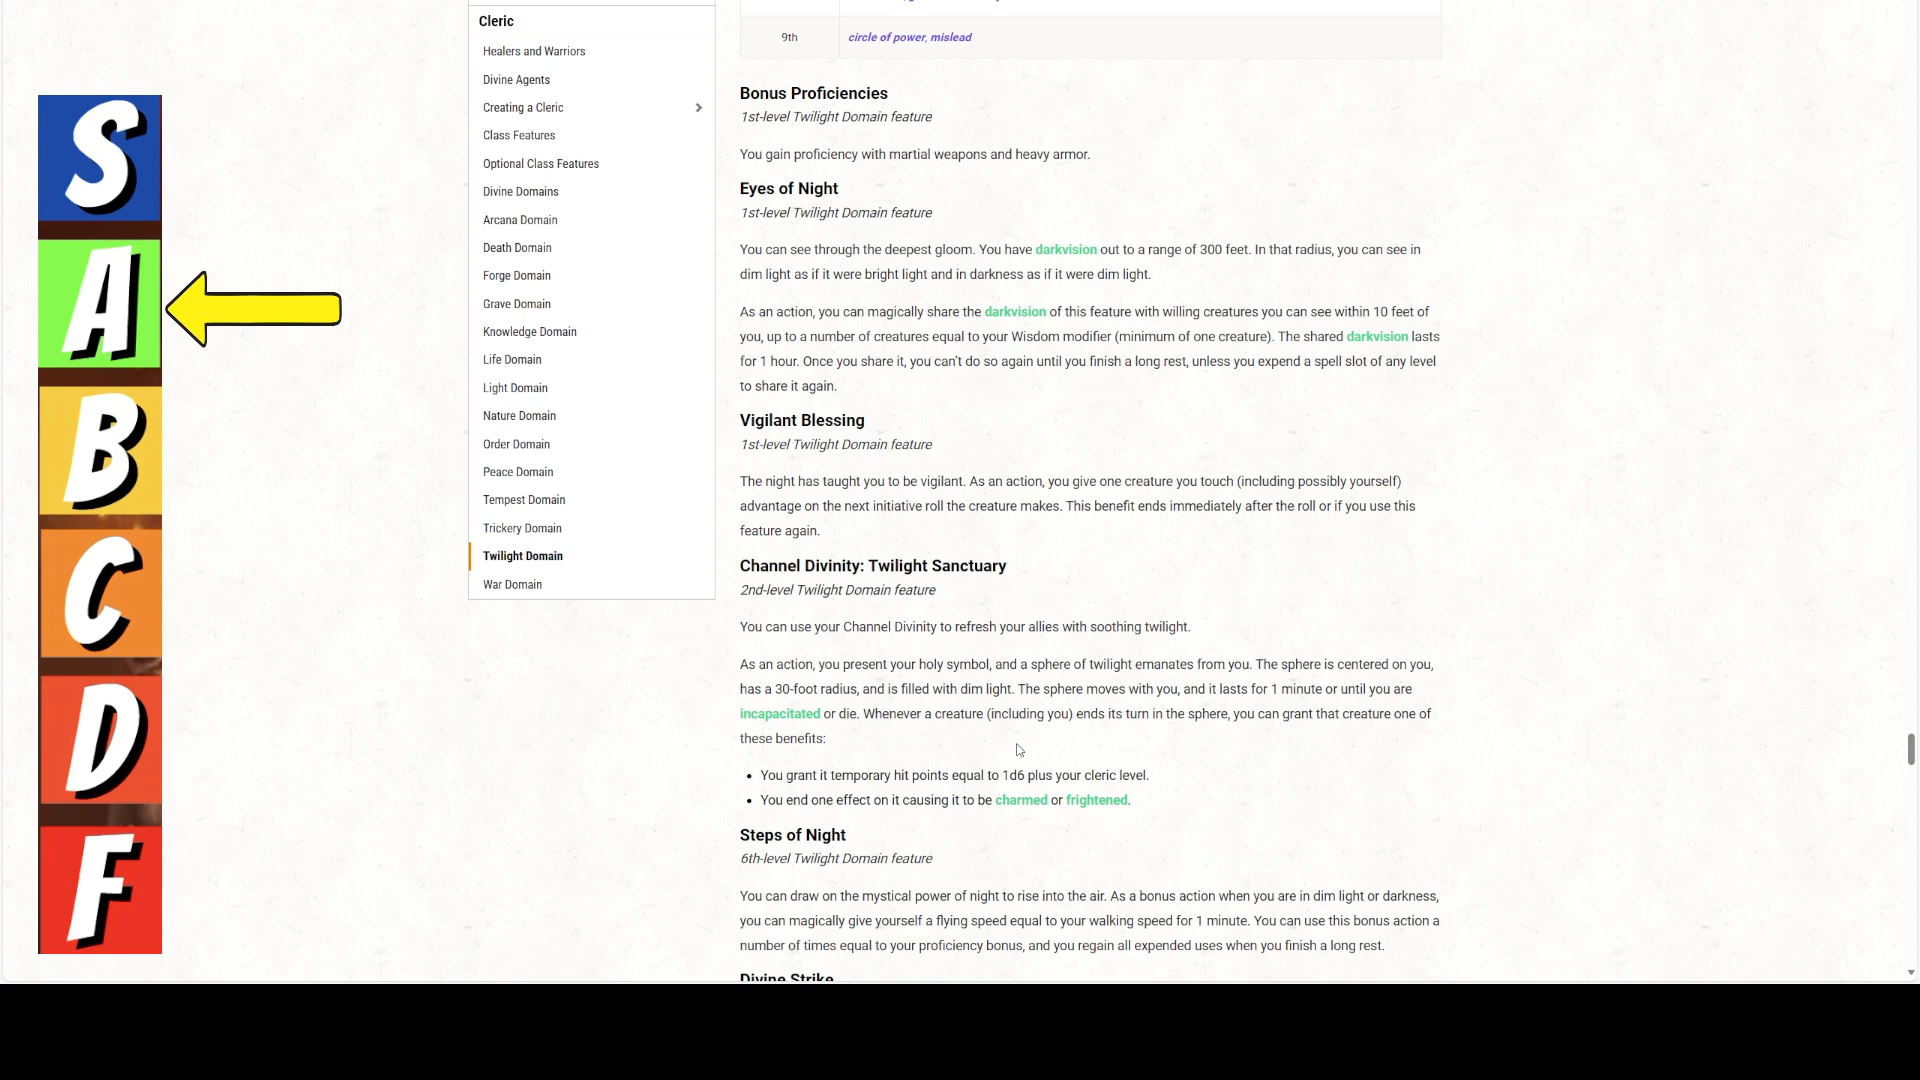 S
A
B
C
D
F
Cleric
Healers and Warriors
Divine Agents
Creating a Cleric
Class Features
Optional Class Features
Divine Domains
Arcana Domain
Death Domain
Forge Domain
Grave Domain
Knowledge Domain
Life Domain
Light Domain
Nature Domain
Order Domain
Peace Domain
Tempest Domain
Trickery Domain
Twilight Domain
War Domain
9th circle of power, mislead
Bonus Proficiencies
1st-level Twilight Domain feature
You gain proficiency with martial weapons and heavy armor.
Eyes of Night
1st-level Twilight Domain feature
You can see through the deepest gloom. You have darkvision out to a range of 300 feet. In that radius, you can see in
dim light as if it were bright light and in darkness as if it were dim light.
As an action, you can magically share the darkvision of this feature with willing creatures you can see within 10 feet of
you, up to a number of creatures equal to your Wisdom modifier (minimum of one creature). The shared darkvision lasts
for 1 hour. Once you share it, you can't do so again until you finish a long rest, unless you expend a spell slot of any level
to share it again.
Vigilant Blessing
1st-level Twilight Domain feature
The night has taught you to be vigilant. As an action, you give one creature you touch (including possibly yourself)
advantage on the next initiative roll the creature makes. This benefit ends immediately after the roll or if you use this
feature again.
Channel Divinity: Twilight Sanctuary
2nd-level Twilight Domain feature
You can use your Channel Divinity to refresh your allies with soothing twilight.
As an action, you present your holy symbol, and a sphere of twilight emanates from you. The sphere is centered on you,
has a 30-foot radius, and is filled with dim light. The sphere moves with you, and it lasts for 1 minute or until you are
incapacitated or die. Whenever a creature (including you) ends its turn in the sphere, you can grant that creature one of
these benefits:
• You grant it temporary hit points equal to 1d6 plus your cleric level.
• You end one effect on it causing it to be charmed or frightened.
Steps of Night
6th-level Twilight Domain feature
You can draw on the mystical power of night to rise into the air. As a bonus action when you are in dim light or darkness,
you can magically give yourself a flying speed equal to your walking speed for 1 minute. You can use this bonus action a
number of times equal to your proficiency bonus, and you regain all expended uses when you finish a long rest.
Divine Strike